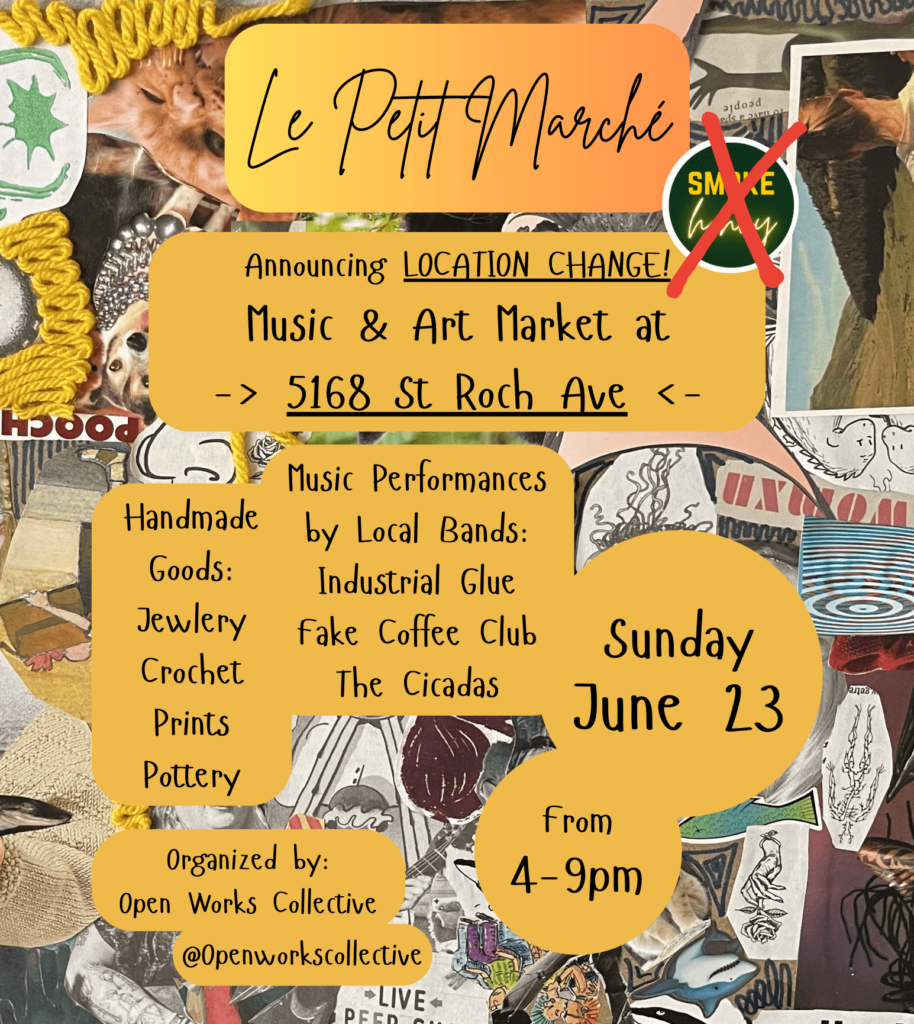 Le Petit Marché
SMOKE
honey
Announcing LOCATION CHANGE!
Music & Art Market at
-> 5168 St Roch Ave <-
Music Performances
by Local Bands:
Industrial Glue
Fake Coffee Club
The Cicadas
Handmade
Goods:
Jewlery
Crochet
Prints
Pottery
Sunday
June 23
From
4-9pm
Organized by:
Open Works Collective
@Openworkscollective
people
POOCH
LIVE